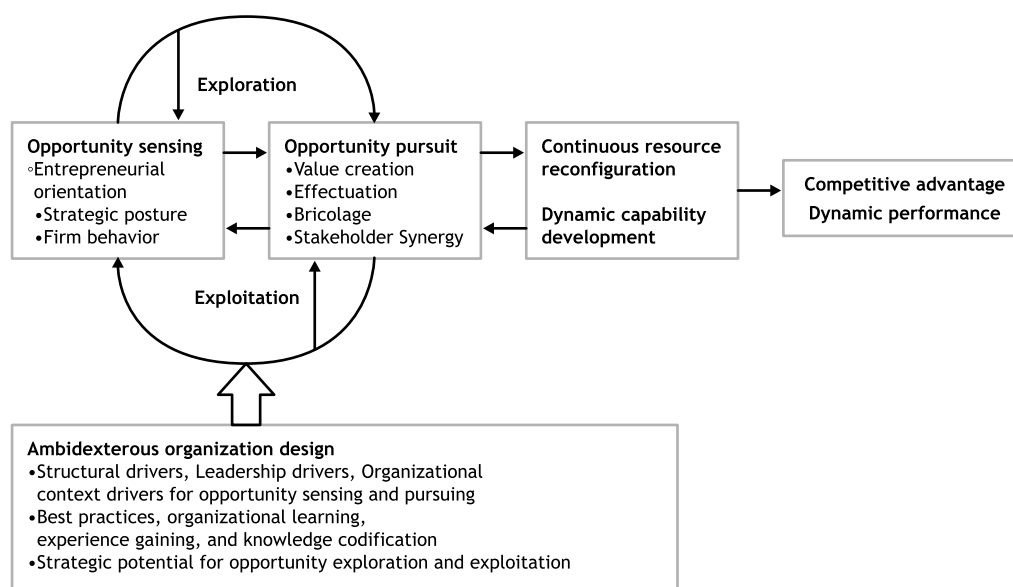 Exploration
Opportunity sensing
◦Entrepreneurial
orientation
•Strategic posture
•Firm behavior
Opportunity pursuit
•Value creation
•Effectuation
•Bricolage
•Stakeholder Synergy
Continuous resource
reconfiguration
Dynamic capability
development
Competitive advantage
Dynamic performance
Exploitation
Ambidexterous organization design
•Structural drivers, Leadership drivers, Organizational
context drivers for opportunity sensing and pursuing
•Best practices, organizational learning,
experience gaining, and knowledge codification
•Strategic potential for opportunity exploration and exploitation